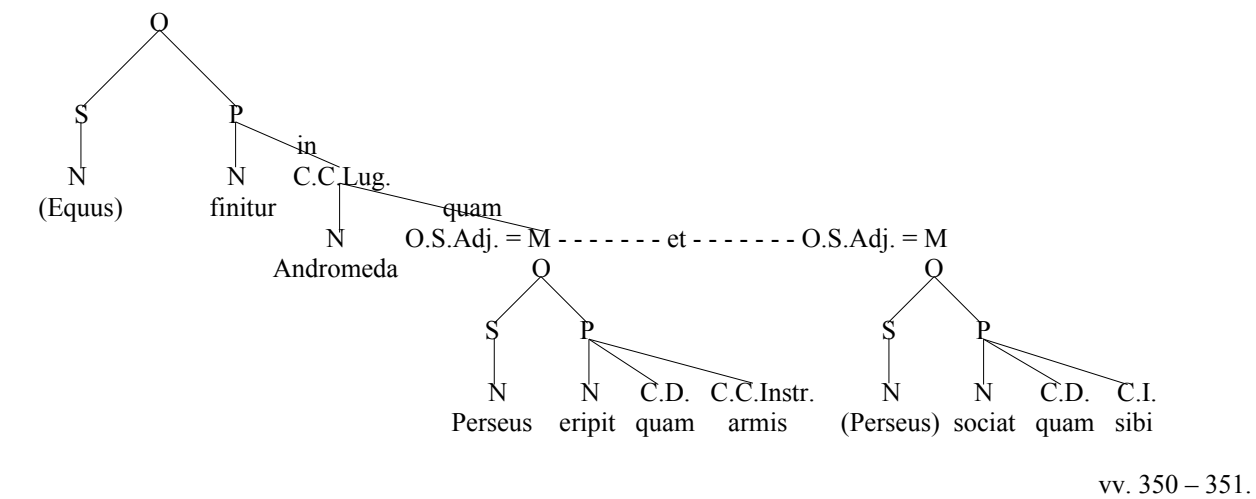 O
S P
in
N N C.C.Lug.
(Equus) finitur quam
N O.S.Adj. = M - - - - - - - et - - - - - - - O.S.Adj. = M
Andromeda O O
S P S P
N N C.D. C.C.Instr. N N C.D. C.I.
Perseus eripit quam armis (Perseus) sociat quam sibi
vv. 350 – 351.